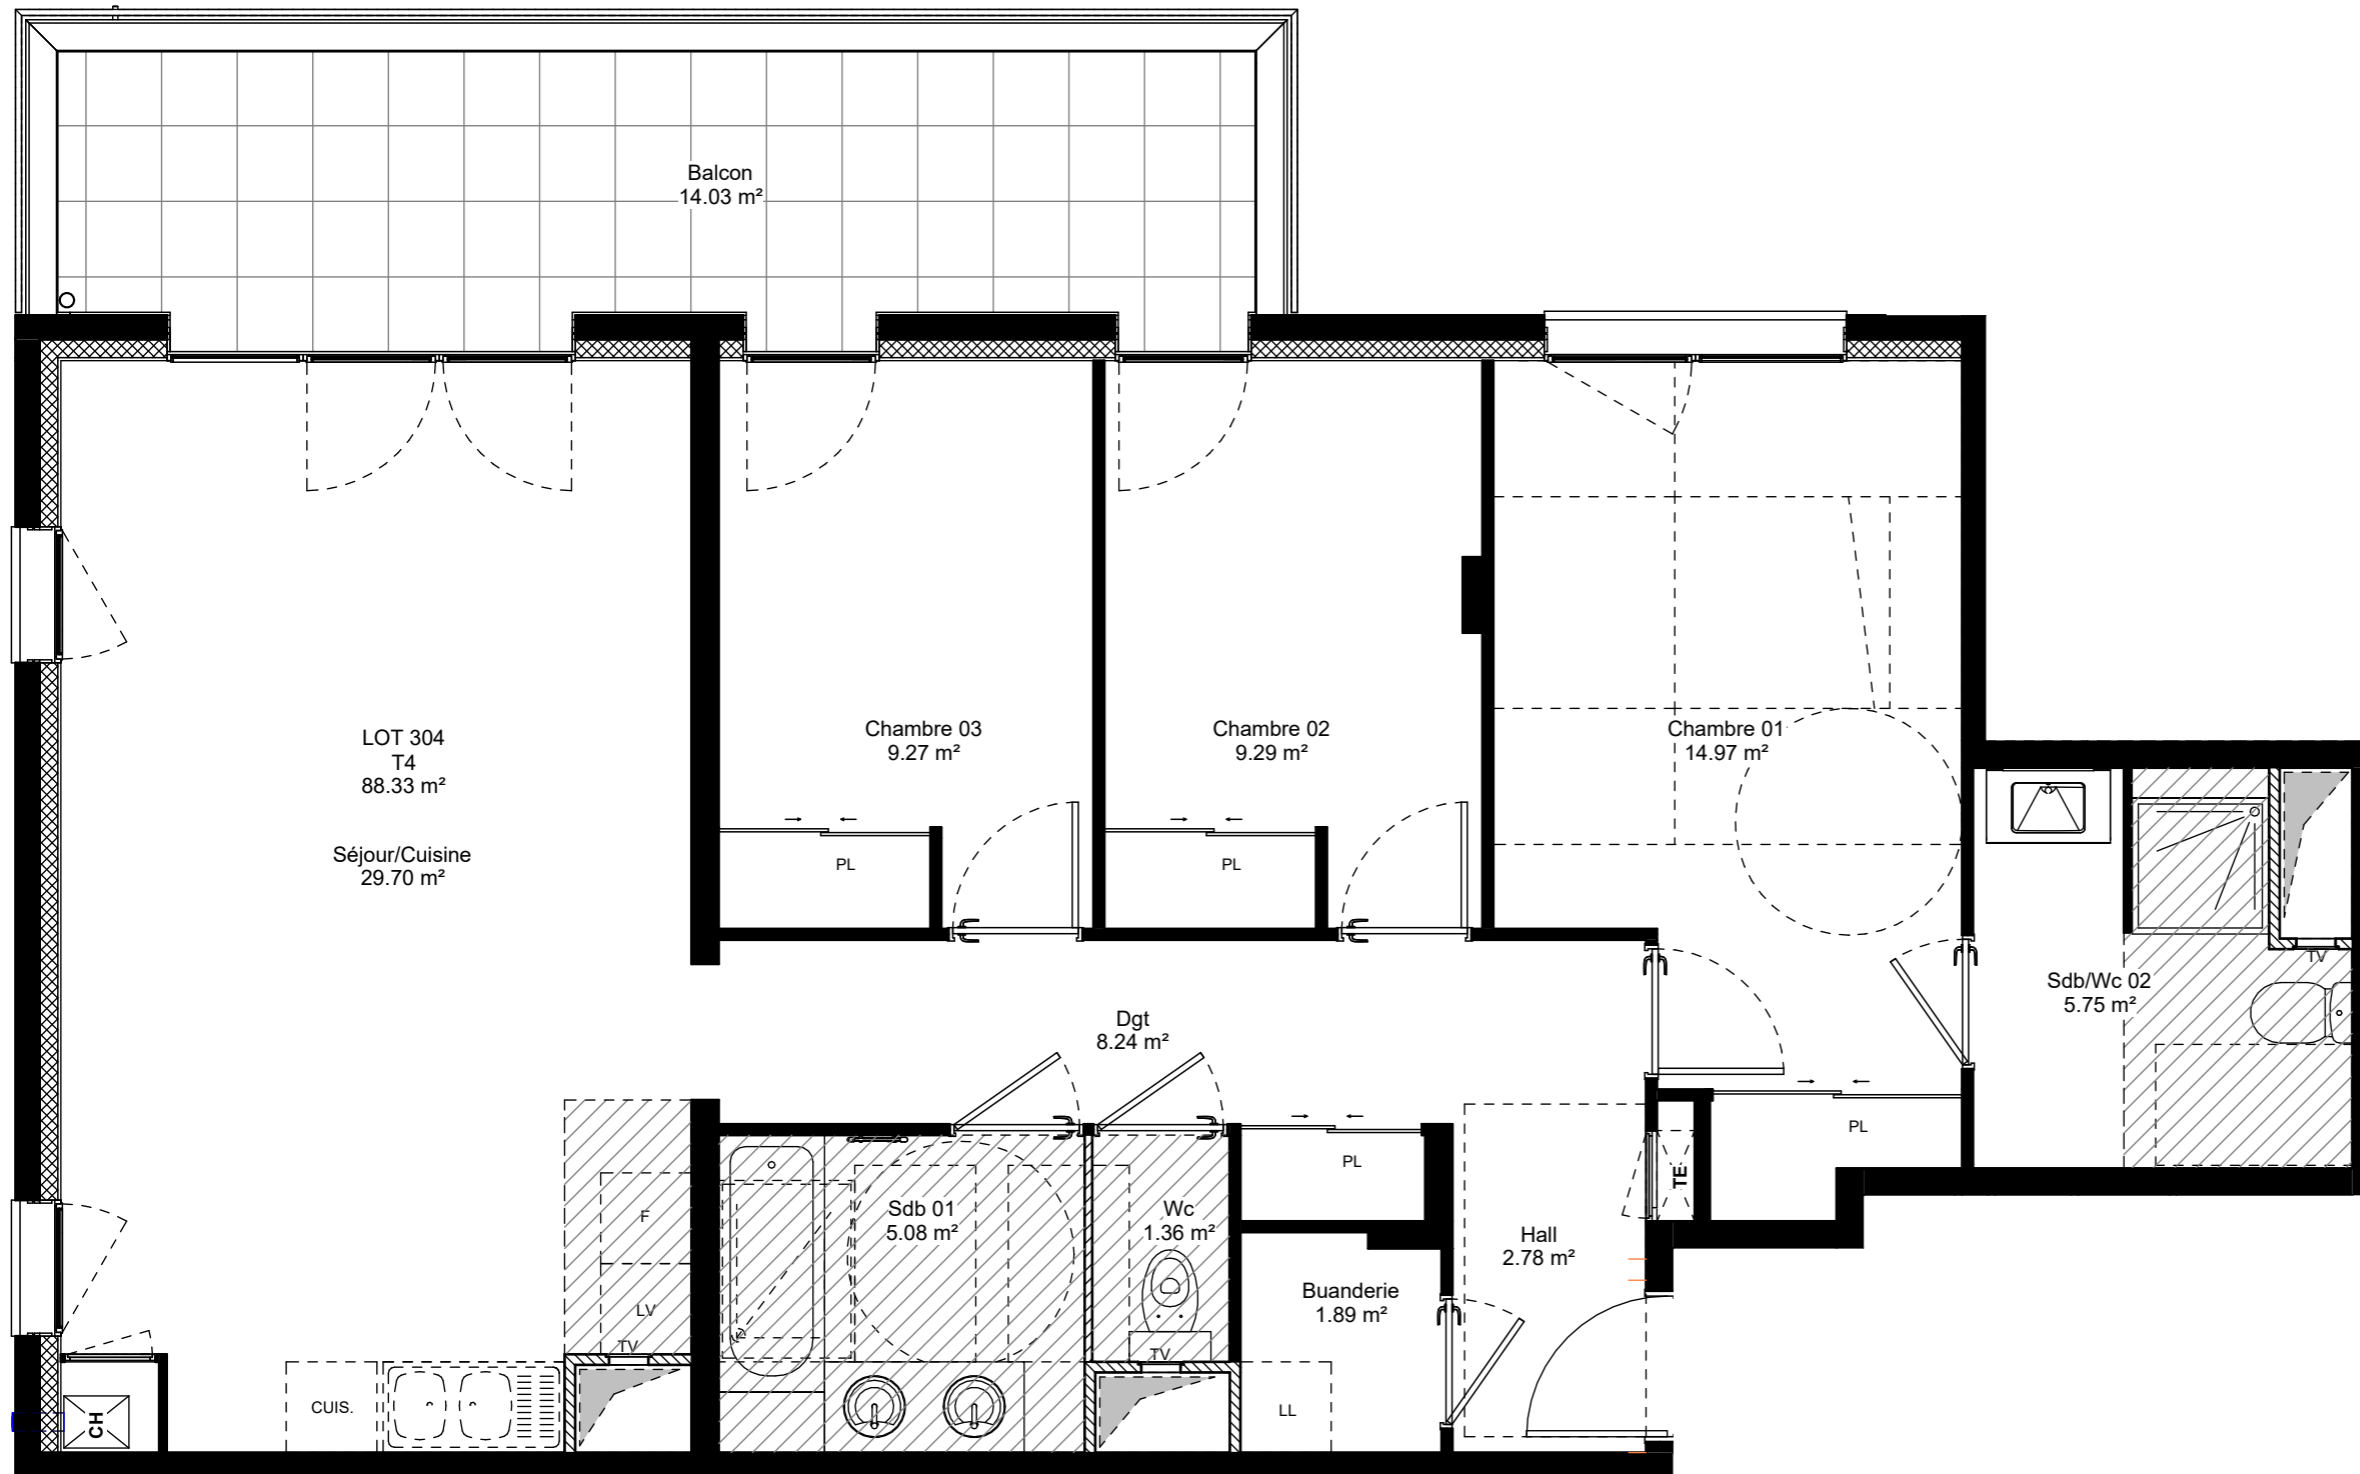 Balcon
14.03 m²
LOT 304
T4
88.33 m²
Séjour/Cuisine
29.70 m²
Chambre 03
9.27 m²
Chambre 02
9.29 m²
Chambre 01
14.97 m²
PL
PL
Sdb/Wc 02
5.75 m²
TV
Dgt
8.24 m²
PL
PL
TE
F
LV
TV
Sdb 01
5.08 m²
Wc
1.36 m²
TV
Hall
2.78 m²
Buanderie
1.89 m²
CH
CUIS.
LL